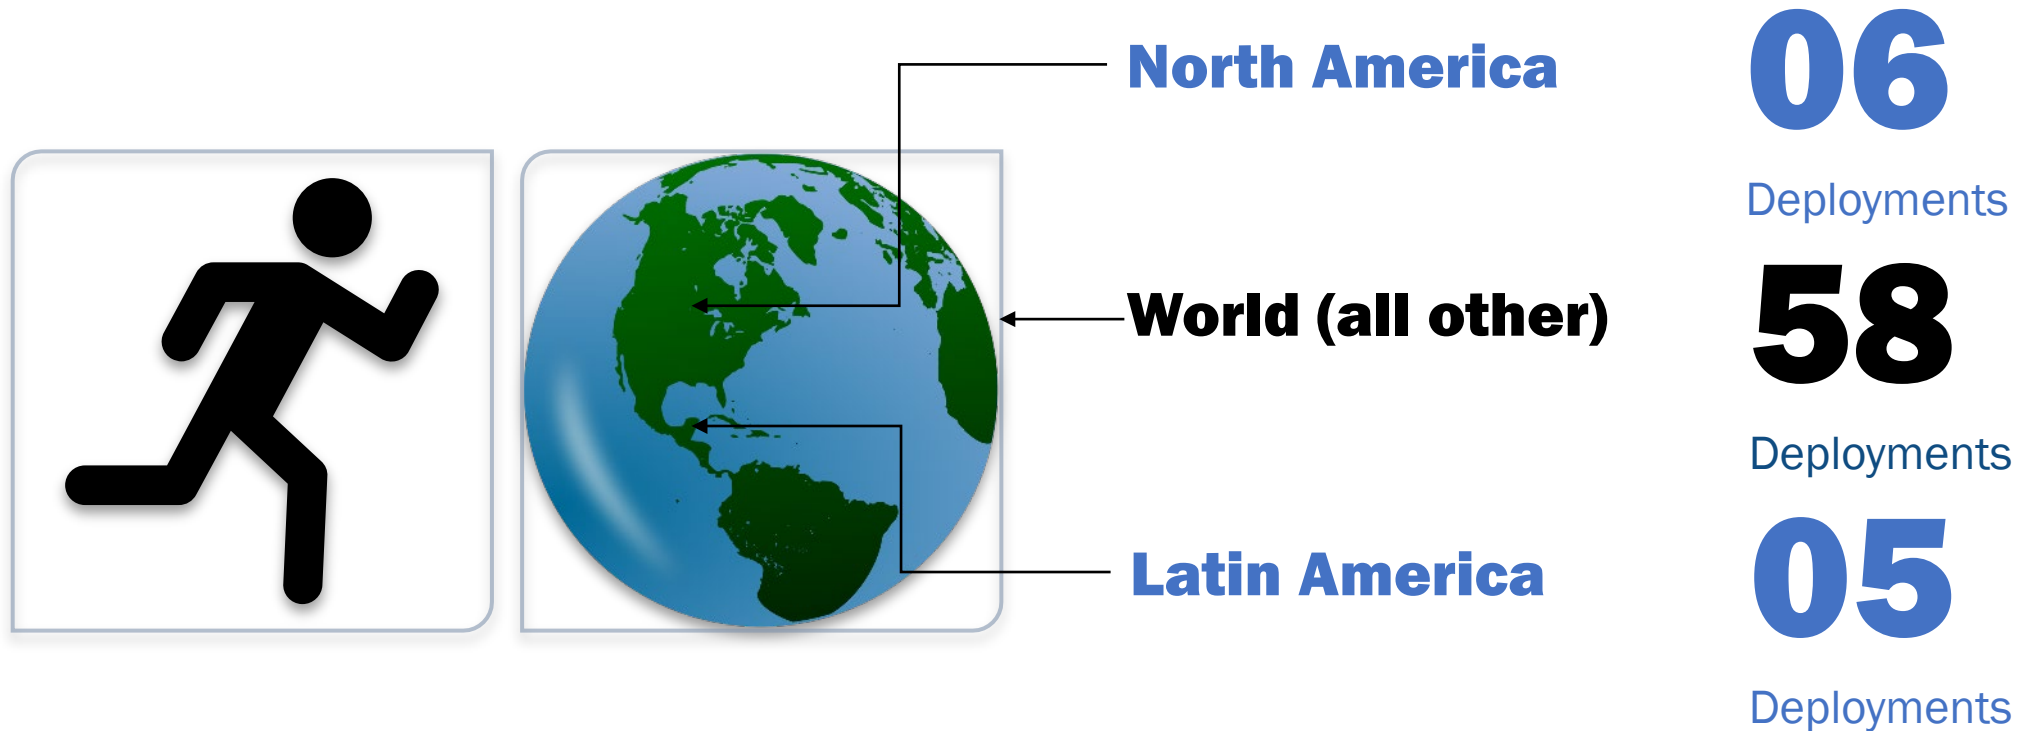 North America
06
Deployments
World (all other)
58
Deployments
Latin America
05
Deployments